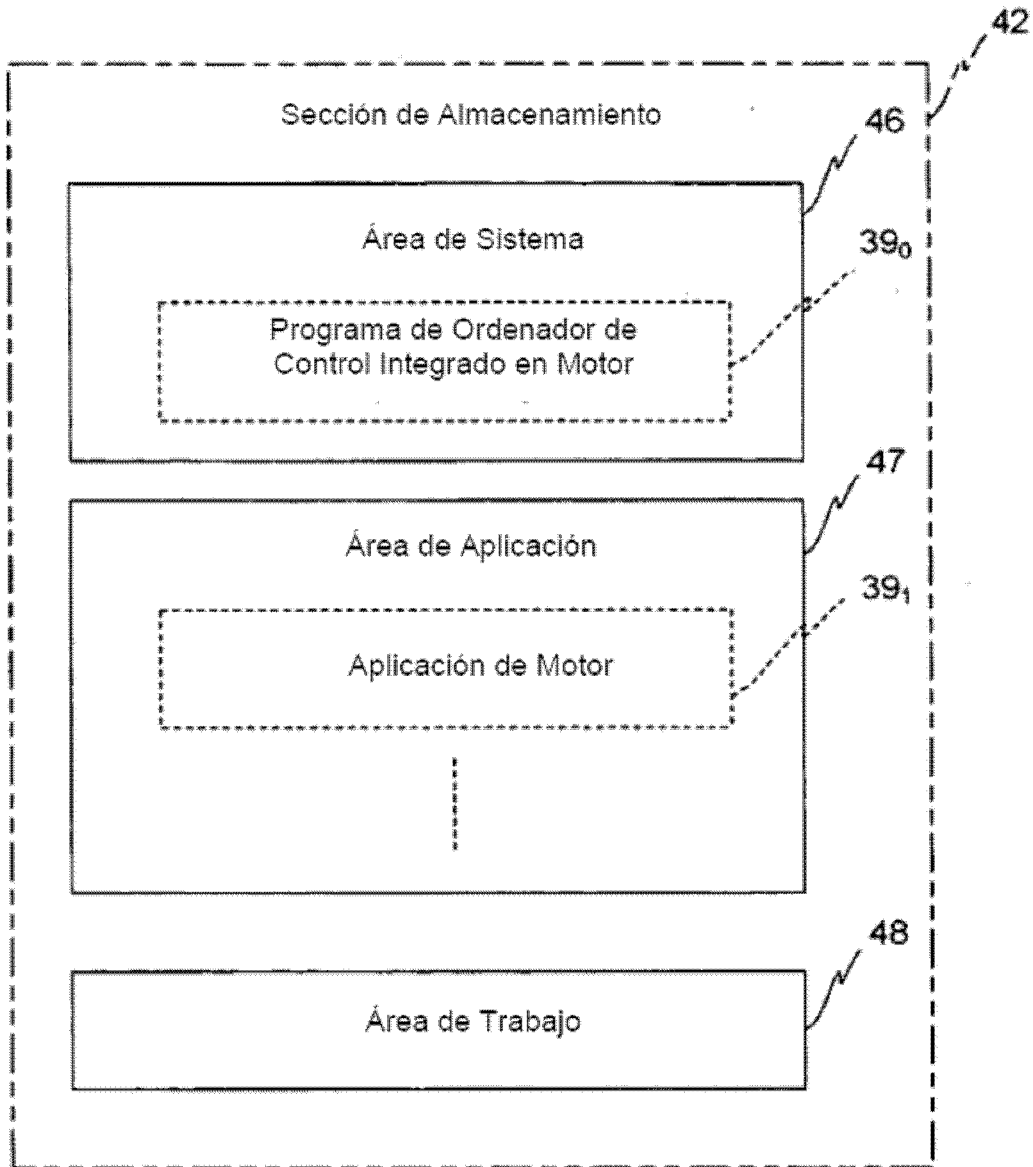 42
Sección de Almacenamiento
46
Área de Sistema
39₀
Programa de Ordenador de
Control Integrado en Motor
47
Área de Aplicación
39₁
Aplicación de Motor
48
Área de Trabajo